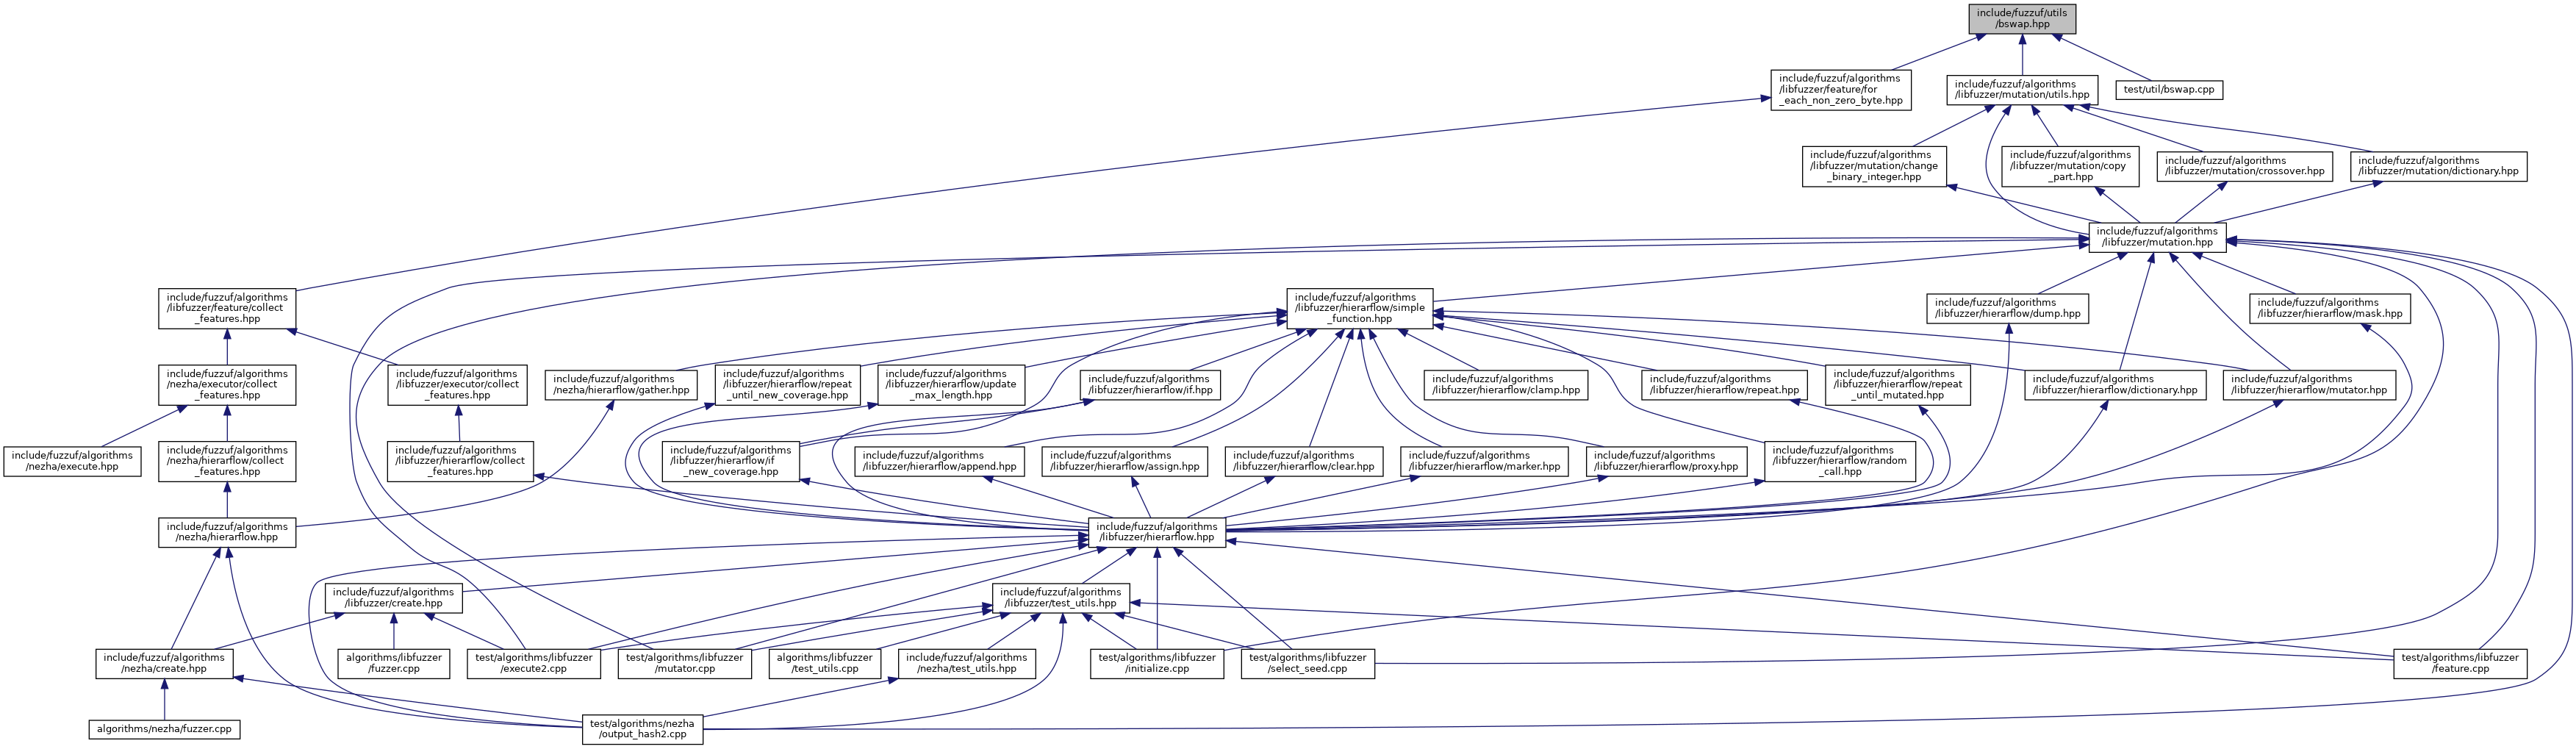 include/fuzzuf/utils
/bswap.hpp
include/fuzzuf/algorithms
/libfuzzer/feature/for
_each_non_zero_byte.hpp
include/fuzzuf/algorithms
/libfuzzer/mutation/utils.hpp
test/util/bswap.cpp
include/fuzzuf/algorithms
/libfuzzer/mutation/change
_binary_integer.hpp
include/fuzzuf/algorithms
/libfuzzer/mutation/copy
_part.hpp
include/fuzzuf/algorithms
/libfuzzer/mutation/crossover.hpp
include/fuzzuf/algorithms
/libfuzzer/mutation/dictionary.hpp
include/fuzzuf/algorithms
/libfuzzer/mutation.hpp
include/fuzzuf/algorithms
/libfuzzer/feature/collect
_features.hpp
include/fuzzuf/algorithms
/libfuzzer/hierarflow/simple
_function.hpp
include/fuzzuf/algorithms
/libfuzzer/hierarflow/dump.hpp
include/fuzzuf/algorithms
/libfuzzer/hierarflow/mask.hpp
include/fuzzuf/algorithms
/nezha/executor/collect
_features.hpp
include/fuzzuf/algorithms
/libfuzzer/executor/collect
_features.hpp
include/fuzzuf/algorithms
/nezha/hierarflow/gather.hpp
include/fuzzuf/algorithms
/libfuzzer/hierarflow/repeat
_until_new_coverage.hpp
include/fuzzuf/algorithms
/libfuzzer/hierarflow/update
_max_length.hpp
include/fuzzuf/algorithms
/libfuzzer/hierarflow/if.hpp
include/fuzzuf/algorithms
/libfuzzer/hierarflow/clamp.hpp
include/fuzzuf/algorithms
/libfuzzer/hierarflow/repeat.hpp
include/fuzzuf/algorithms
/libfuzzer/hierarflow/repeat
_until_mutated.hpp
include/fuzzuf/algorithms
/libfuzzer/hierarflow/dictionary.hpp
include/fuzzuf/algorithms
/libfuzzer/hierarflow/mutator.hpp
include/fuzzuf/algorithms
/nezha/execute.hpp
include/fuzzuf/algorithms
/nezha/hierarflow/collect
_features.hpp
include/fuzzuf/algorithms
/libfuzzer/hierarflow/collect
_features.hpp
include/fuzzuf/algorithms
/libfuzzer/hierarflow/if
_new_coverage.hpp
include/fuzzuf/algorithms
/libfuzzer/hierarflow/append.hpp
include/fuzzuf/algorithms
/libfuzzer/hierarflow/assign.hpp
include/fuzzuf/algorithms
/libfuzzer/hierarflow/clear.hpp
include/fuzzuf/algorithms
/libfuzzer/hierarflow/marker.hpp
include/fuzzuf/algorithms
/libfuzzer/hierarflow/proxy.hpp
include/fuzzuf/algorithms
/libfuzzer/hierarflow/random
_call.hpp
include/fuzzuf/algorithms
/nezha/hierarflow.hpp
include/fuzzuf/algorithms
/libfuzzer/hierarflow.hpp
include/fuzzuf/algorithms
/libfuzzer/create.hpp
include/fuzzuf/algorithms
/libfuzzer/test_utils.hpp
include/fuzzuf/algorithms
/nezha/create.hpp
algorithms/libfuzzer
/fuzzer.cpp
test/algorithms/libfuzzer
/execute2.cpp
test/algorithms/libfuzzer
/mutator.cpp
algorithms/libfuzzer
/test_utils.cpp
include/fuzzuf/algorithms
/nezha/test_utils.hpp
test/algorithms/libfuzzer
/initialize.cpp
test/algorithms/libfuzzer
/select_seed.cpp
test/algorithms/libfuzzer
/feature.cpp
algorithms/nezha/fuzzer.cpp
test/algorithms/nezha
/output_hash2.cpp